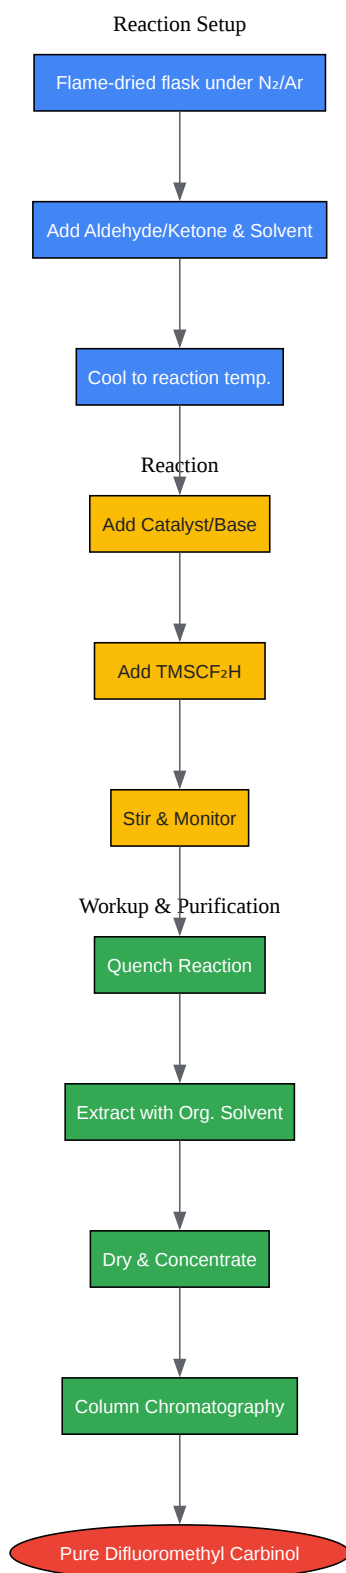 Reaction Setup
Flame-dried flask under N₂/Ar
Add Aldehyde/Ketone & Solvent
Cool to reaction temp.
Reaction
Add Catalyst/Base
Add TMSCF₂H
Stir & Monitor
Workup & Purification
Quench Reaction
Extract with Org. Solvent
Dry & Concentrate
Column Chromatography
Pure Difluoromethyl Carbinol